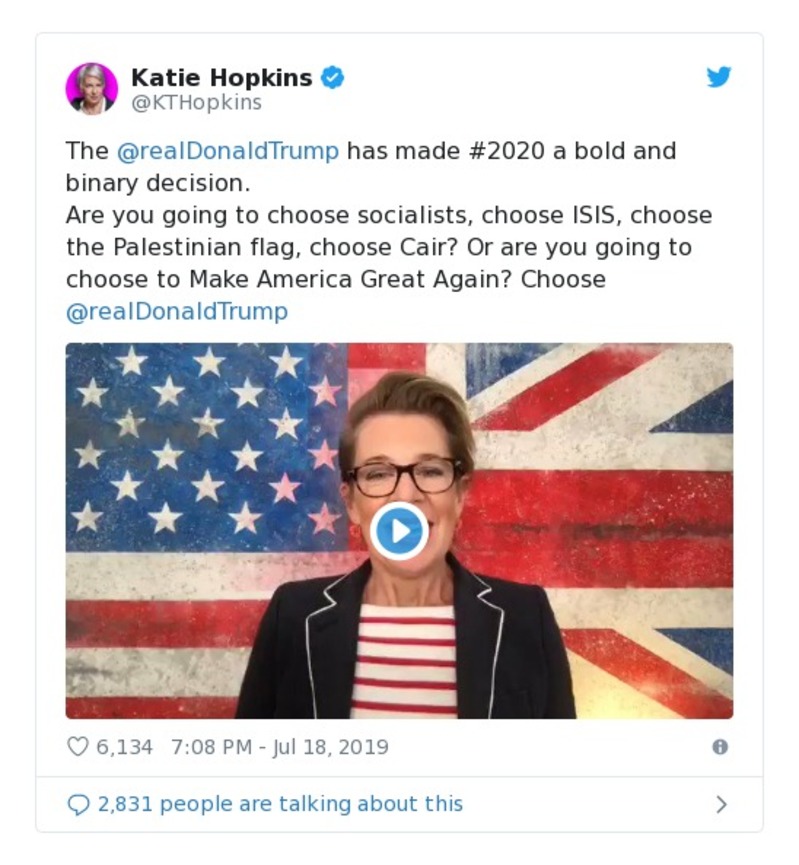 Katie Hopkins
@KTHopkins
The @realDonaldTrump has made #2020 a bold and
binary decision.
Are you going to choose socialists, choose ISIS, choose
the Palestinian flag, choose Cair? Or are you going to
choose to Make America Great Again? Choose
@realDonaldTrump
6,134 7:08 PM - Jul 18, 2019
2,831 people are talking about this